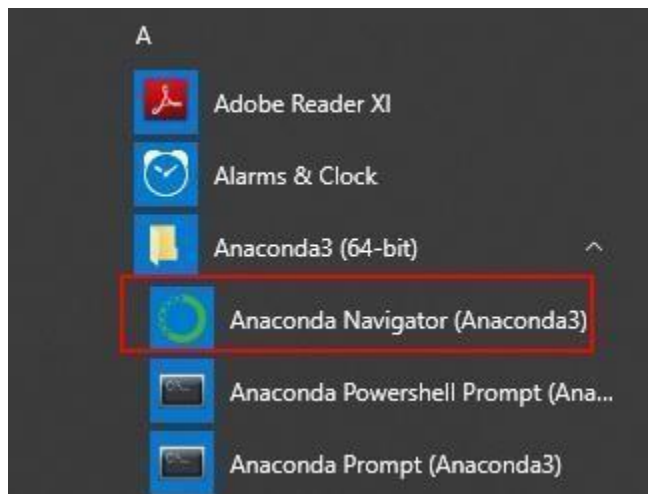 A
Adobe Reader XI
Alarms & Clock
Anaconda3 (64-bit)
Anaconda Navigator (Anaconda3)
Anaconda Powershell Prompt (Ana...
Anaconda Prompt (Anaconda3)